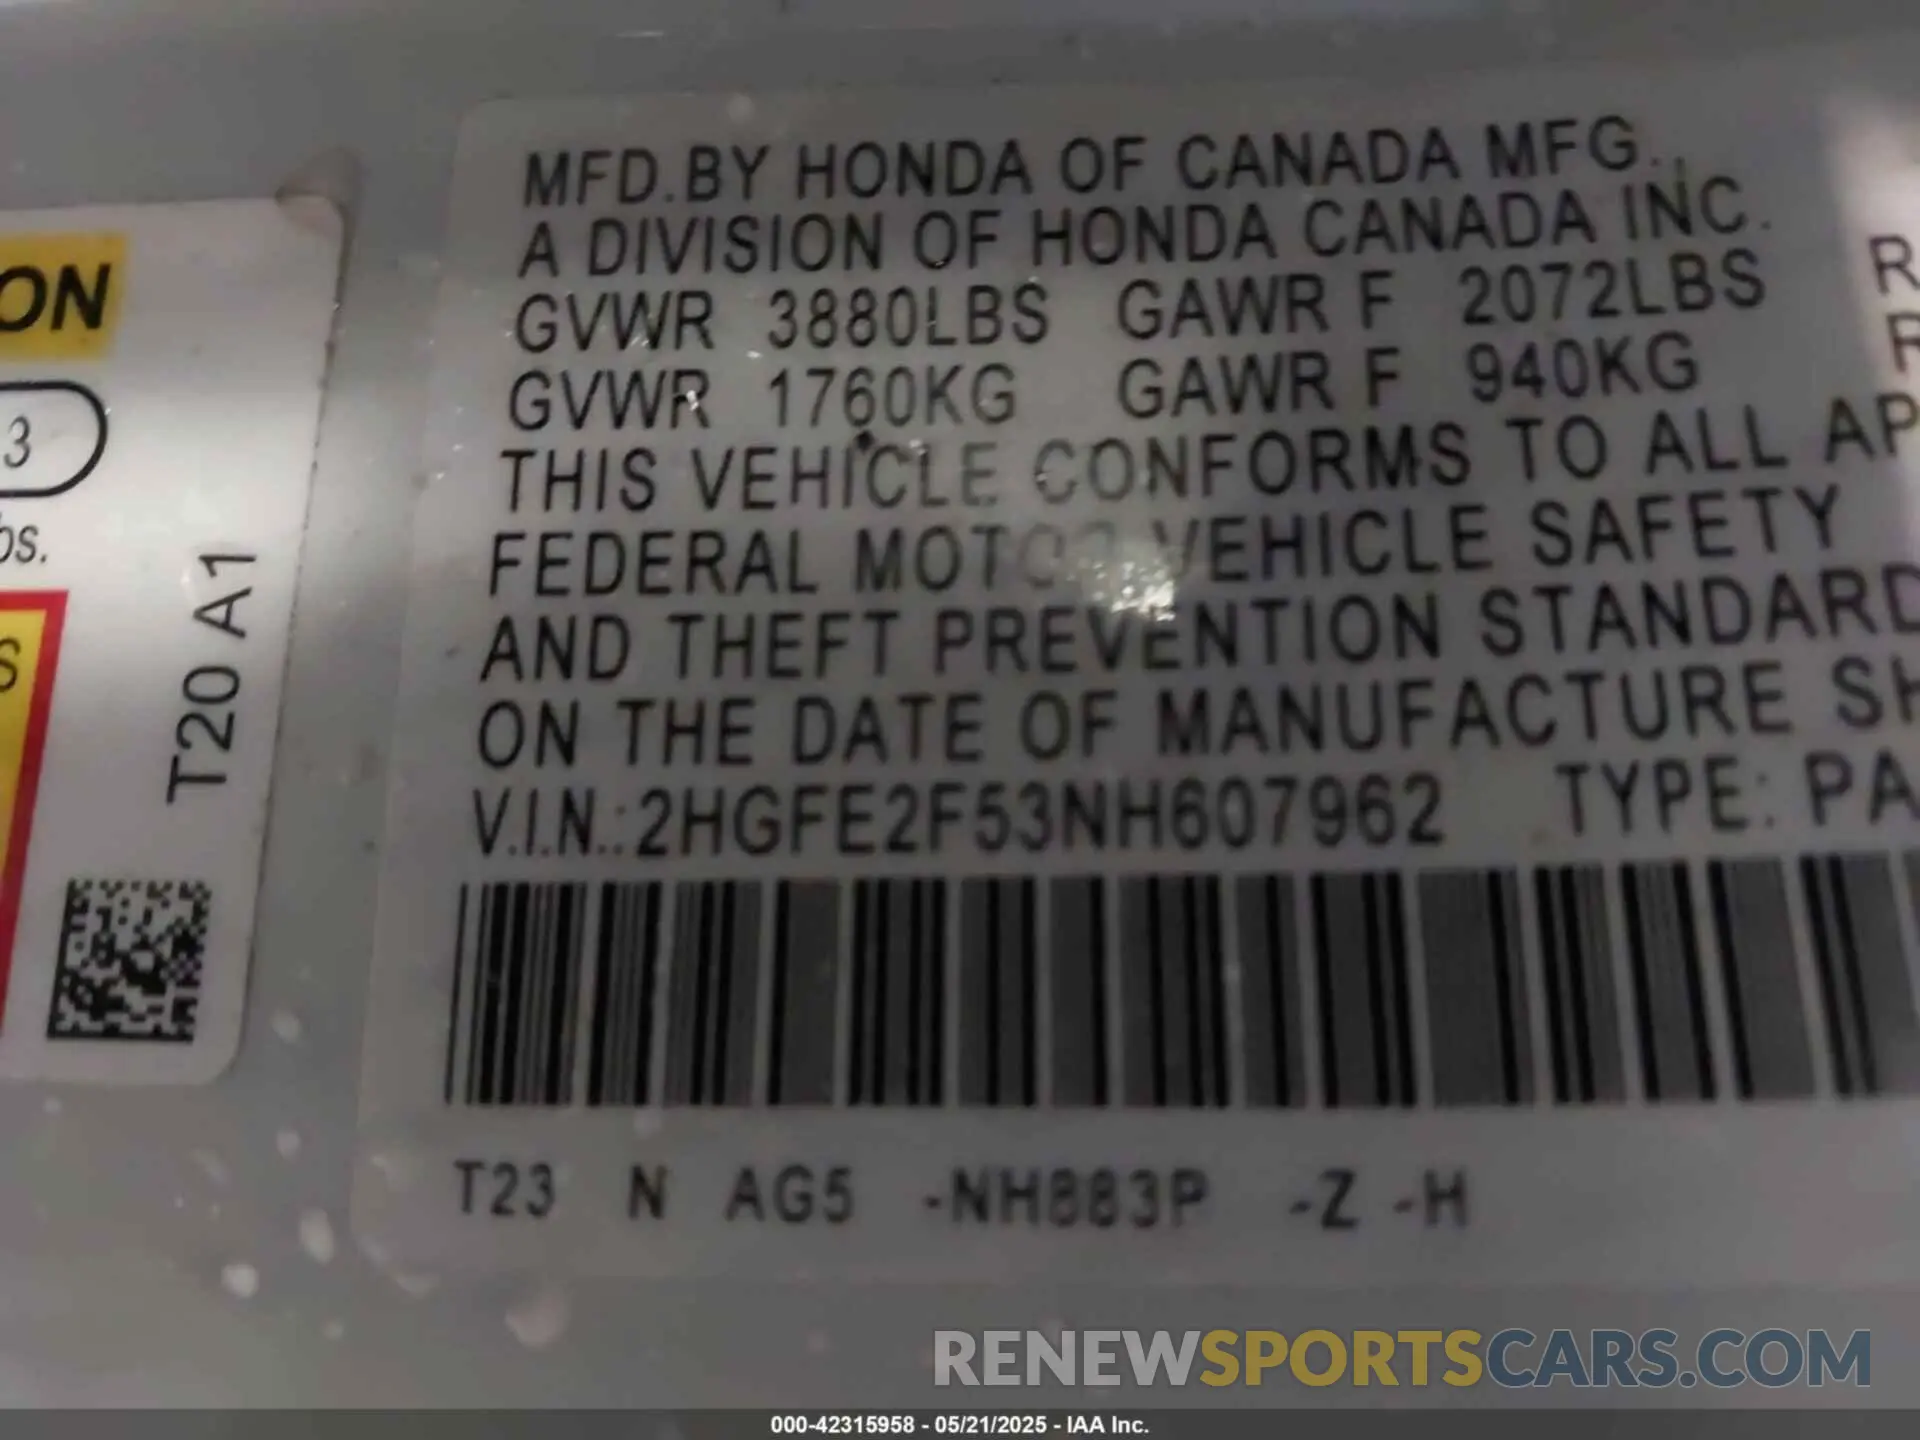 ON
3
bs.
S
T20 A1
MFD.BY HONDA OF CANADA MFG.,
A DIVISION OF HONDA CANADA INC.
GVWR 3880LBS GAWR F 2072LBS R
GVWR 1760KG GAWR F 940KG R
THIS VEHICLE CONFORMS TO ALL AP
FEDERAL MOTOR VEHICLE SAFETY
AND THEFT PREVENTION STANDARD
ON THE DATE OF MANUFACTURE SH
V.I.N.:2HGFE2F53NH607962 TYPE: PA
T23 N AG5 -NH883P -Z -H
RENEWSPORTSCARS.COM
000-42315958 - 05/21/2025 - IAA Inc.